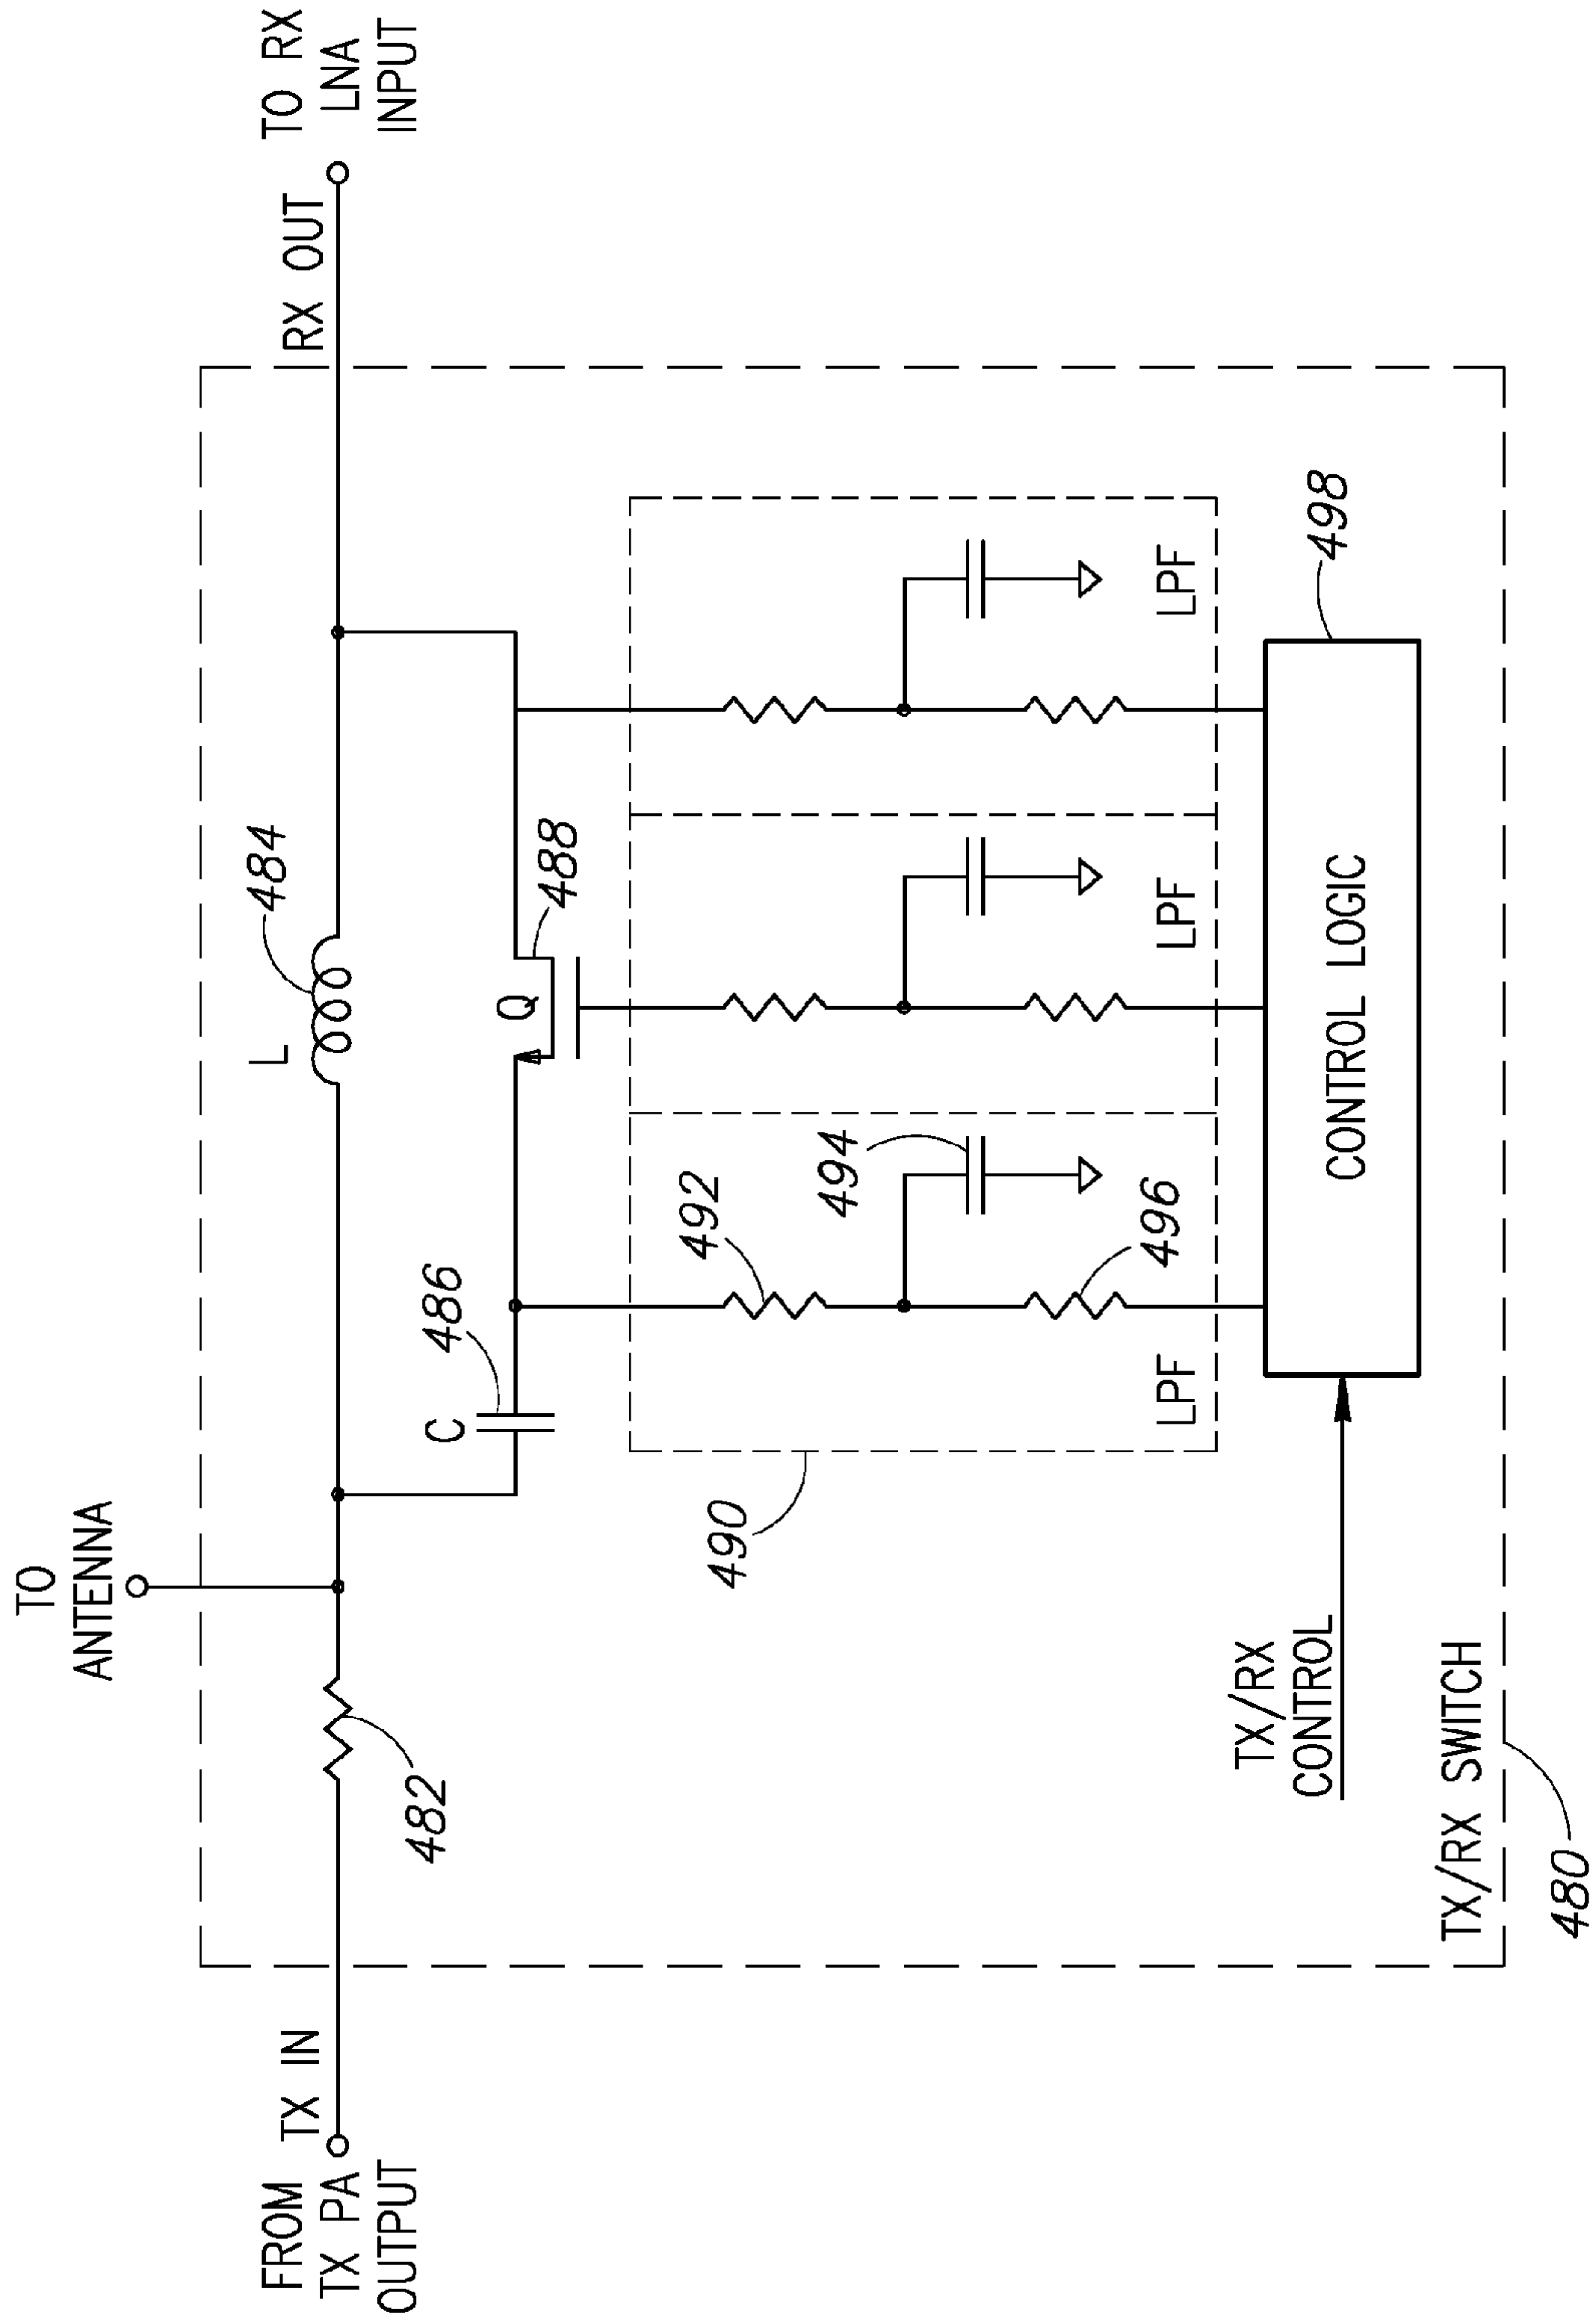 TO
ANTENNA
FROM
TX PA
OUTPUT
TX IN
482
L
484
RX OUT
TO RX
LNA
INPUT
C
486
Q
488
490
492
494
496
LPF
LPF
LPF
TX/RX
CONTROL
CONTROL LOGIC
498
TX/RX SWITCH
480